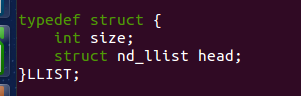 typedef struct {
    int size;
    struct nd_llist head;
}LLIST;